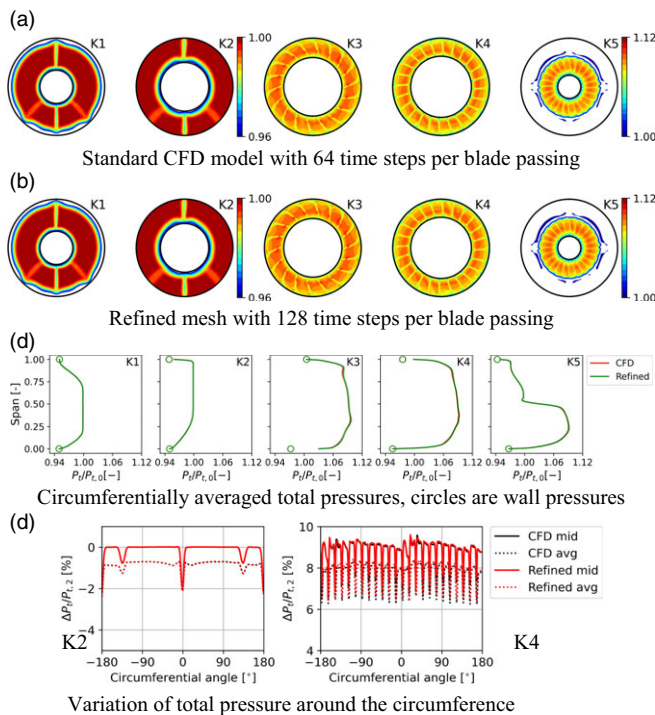 (a)
K1 K2 1.00 K3 K4 K5 1.12
0.96 1.00
Standard CFD model with 64 time steps per blade passing
(b)
K1 K2 1.00 K3 K4 K5 1.12
0.96 1.00
Refined mesh with 128 time steps per blade passing
(d)
1.00 K1 K2 K3 K4 K5 CFD
0.75 Refined
Span [-]
0.50
0.25
0.00
0.94 1.00 1.06 1.12 0.94 1.00 1.06 1.12 0.94 1.00 1.06 1.12 0.94 1.00 1.06 1.12 0.94 1.00 1.06 1.12
Pt/Pt,0[−] Pt/Pt,0[−] Pt/Pt,0[−] Pt/Pt,0[−] Pt/Pt,0[−]
Circumferentially averaged total pressures, circles are wall pressures
(d)
ΔPt/Pt,2 [%]
0
−2
−4
K2
−180 −90 0 90 180
Circumferential angle [°]
ΔPt/Pt,2 [%]
10
8
6
4
−180 −90 0 90 180
Circumferential angle [°]
CFD mid
CFD avg
Refined mid
Refined avg
K4
Variation of total pressure around the circumference